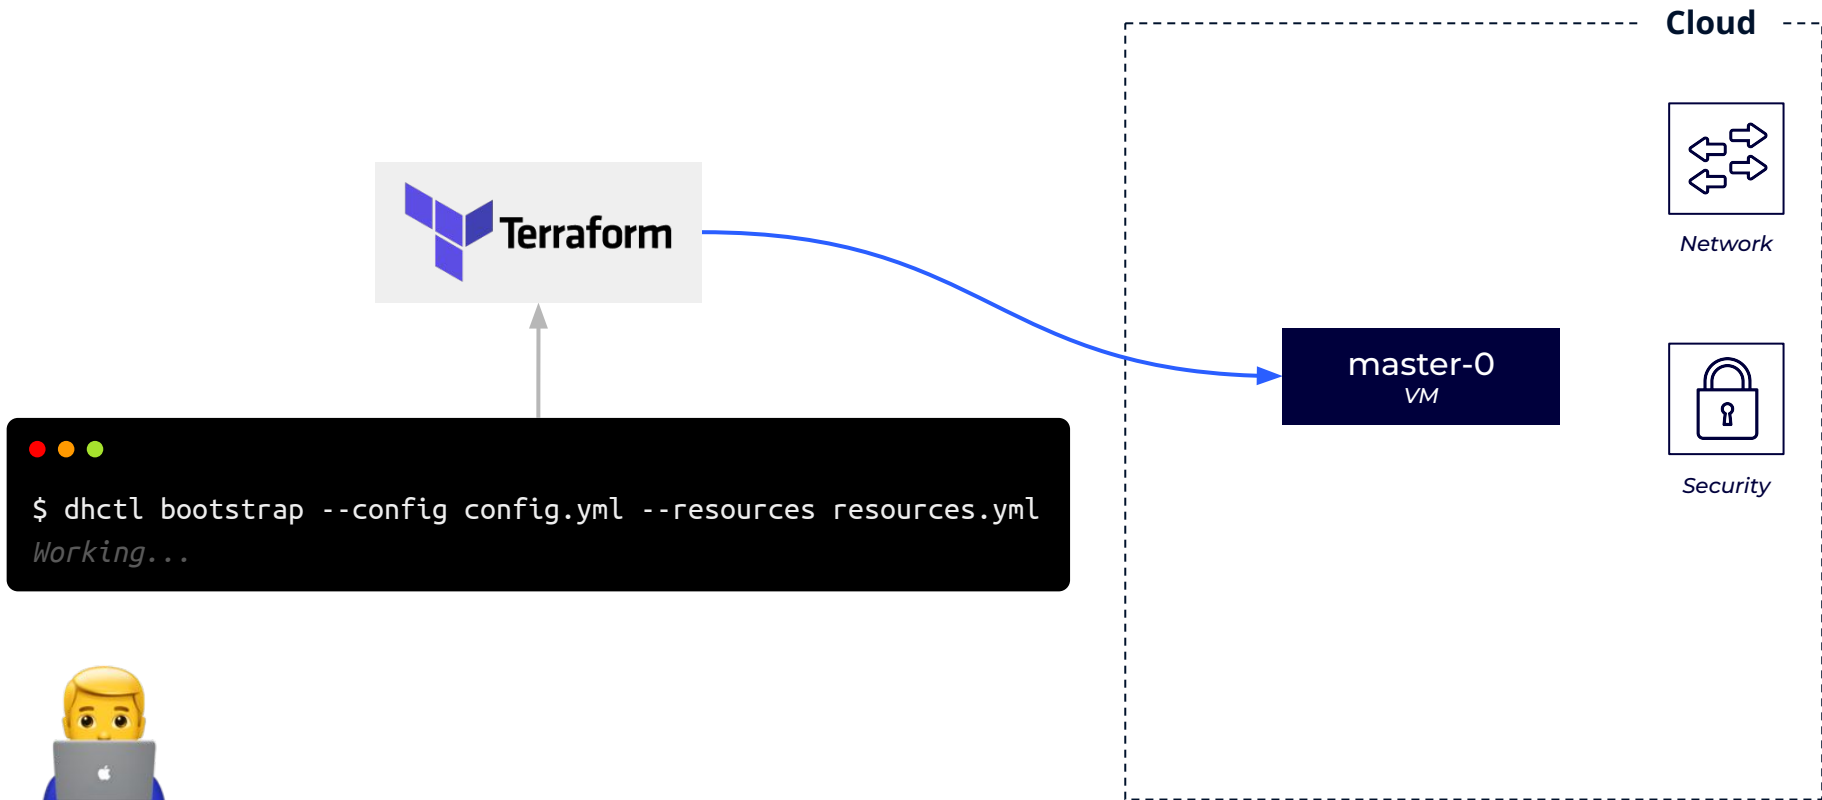 Cloud
Terraform
Network
master-0
VM
$ dhctl bootstrap --config config.yml --resources resources.yml
Working...
Security